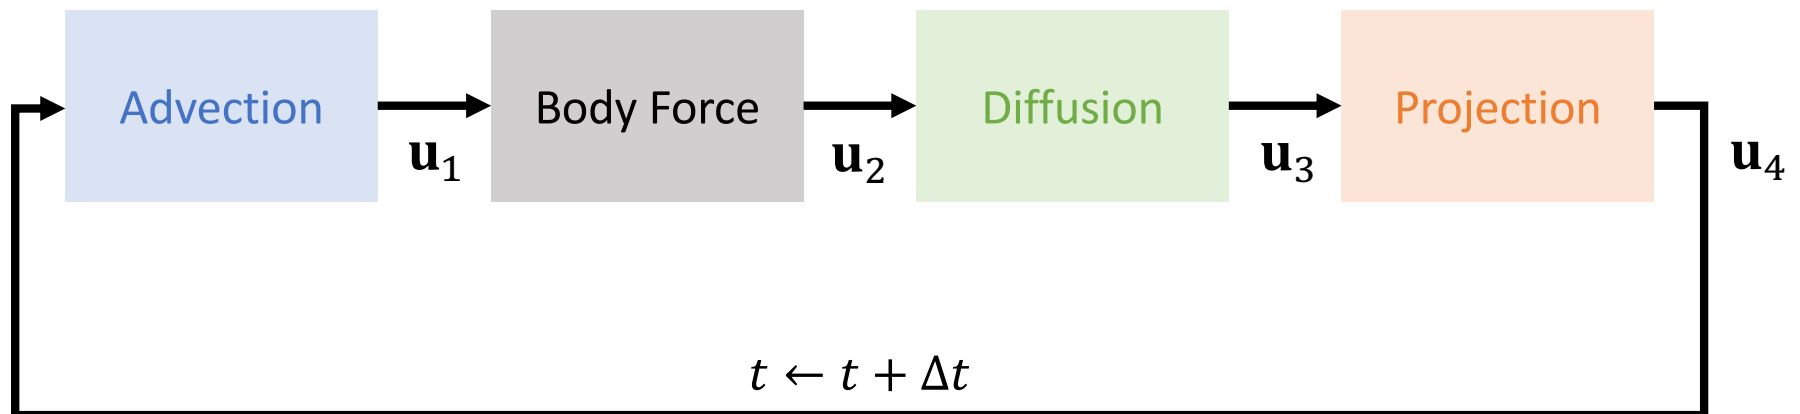 Advection
Body Force
Diffusion
Projection
u₁
u₂
u₃
u₄
t ← t + Δt